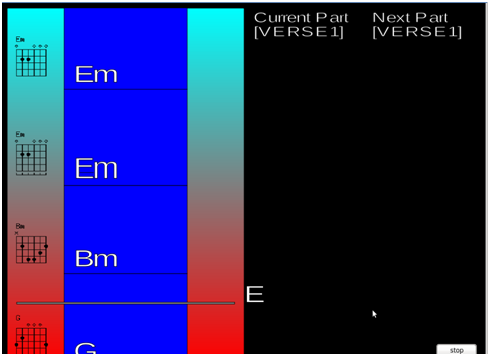 Current Part Next Part
[VERSE1] [VERSE1]
Em
Em
Em
Em
Bm
Bm
E
G
G
stop